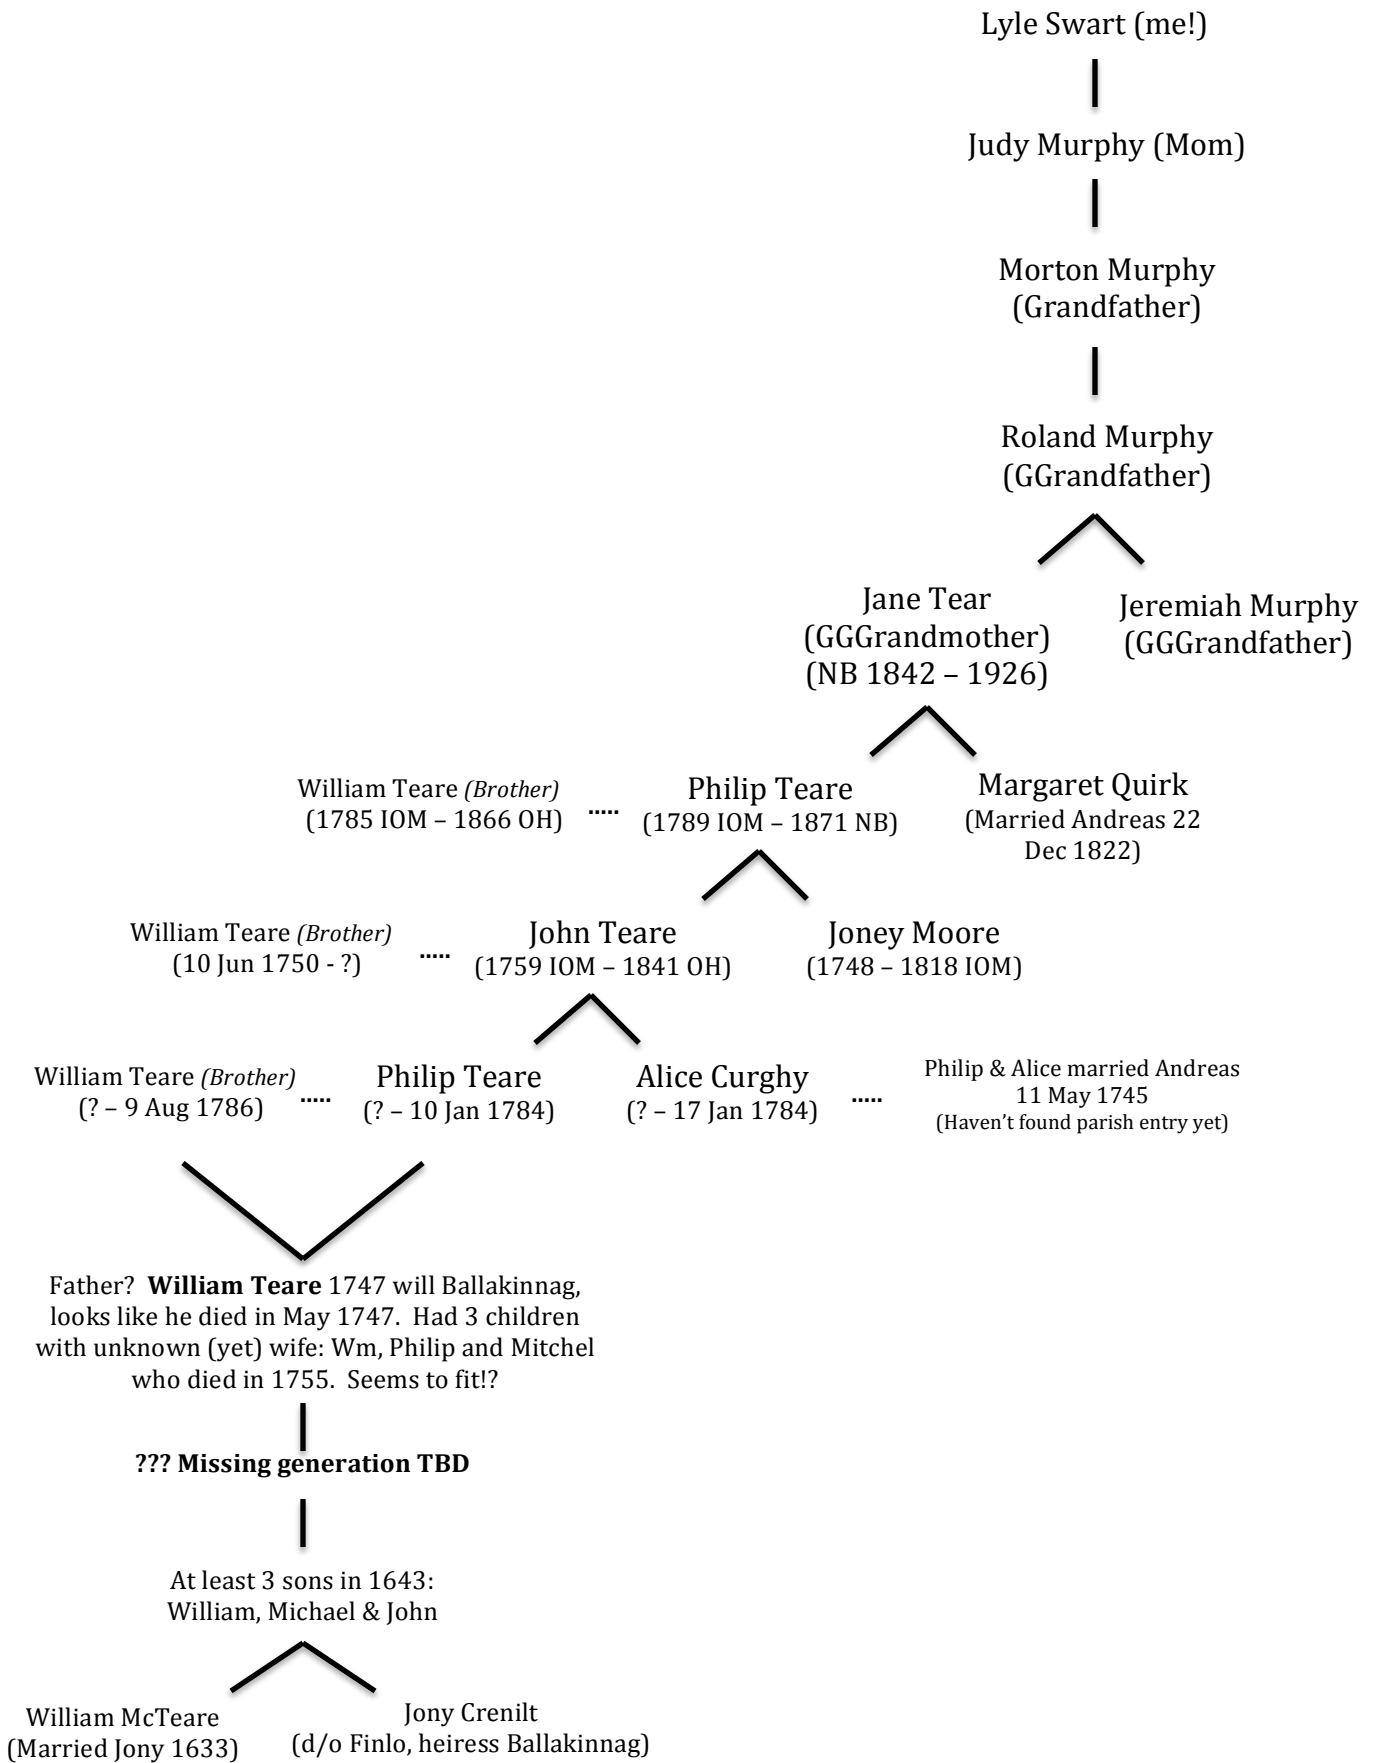 Lyle Swart (me!)
Judy Murphy (Mom)
Morton Murphy
(Grandfather)
Roland Murphy
(GGrandfather)
Jane Tear
(GGGrandmother)
(NB 1842 – 1926)
Jeremiah Murphy
(GGGrandfather)
William Teare (Brother)
(1785 IOM – 1866 OH)
.....
Philip Teare
(1789 IOM – 1871 NB)
Margaret Quirk
(Married Andreas 22
Dec 1822)
William Teare (Brother)
(10 Jun 1750 - ?)
.....
John Teare
(1759 IOM – 1841 OH)
Joney Moore
(1748 – 1818 IOM)
William Teare (Brother)
(? – 9 Aug 1786)
.....
Philip Teare
(? – 10 Jan 1784)
Alice Curghy
(? – 17 Jan 1784)
.....
Philip & Alice married Andreas
11 May 1745
(Haven’t found parish entry yet)
Father?  William Teare 1747 will Ballakinnag,
looks like he died in May 1747.  Had 3 children
with unknown (yet) wife: Wm, Philip and Mitchel
who died in 1755.  Seems to fit!?
??? Missing generation TBD
At least 3 sons in 1643:
William, Michael & John
William McTeare
(Married Jony 1633)
Jony Crenilt
(d/o Finlo, heiress Ballakinnag)